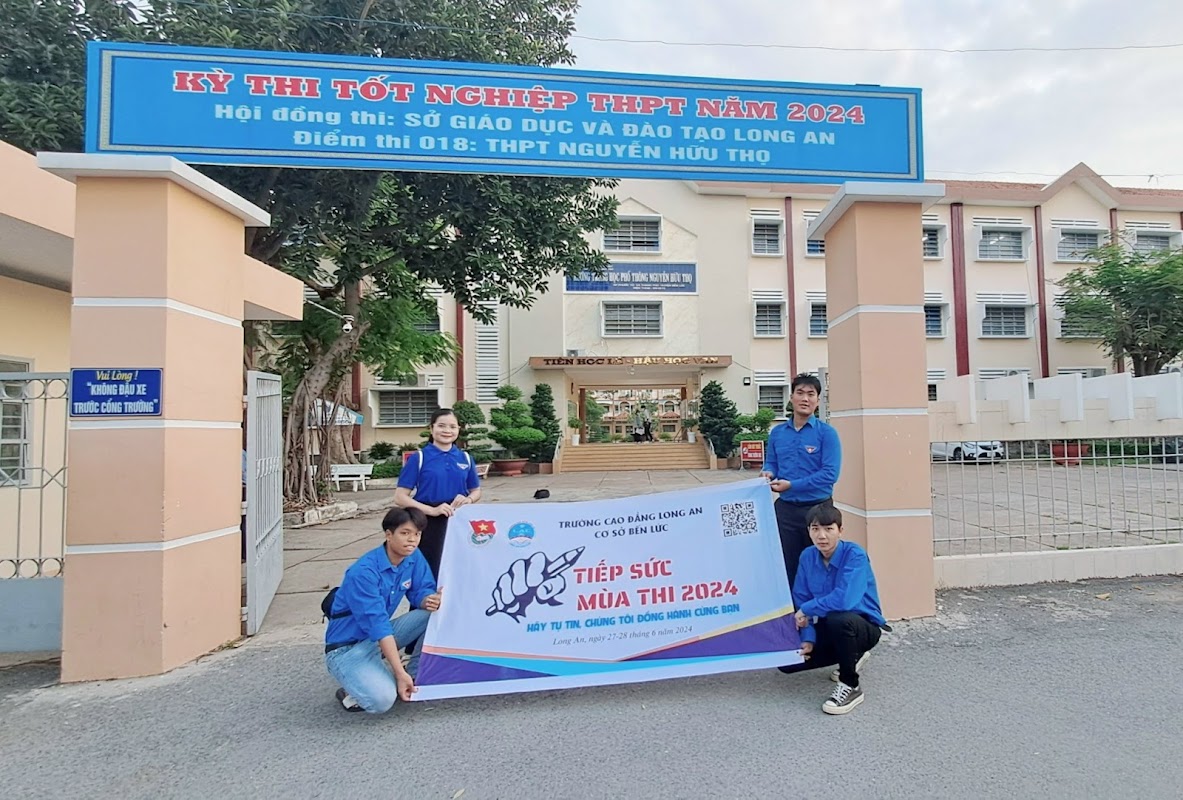 KỲ THI TỐT NGHIỆP THPT NĂM 2024
Hội đồng thi: SỞ GIÁO DỤC VÀ ĐÀO TẠO LONG AN
Điểm thi 018: THPT NGUYỄN HỮU THỌ
TRƯỜNG TRUNG HỌC PHỔ THÔNG NGUYỄN HỮU THỌ
TIÊN HỌC LỄ HẬU HỌC VĂN
Vui Lòng !
"KHÔNG ĐẬU XE
TRƯỚC CỔNG TRƯỜNG"
TRƯỜNG CAO ĐẲNG LONG AN
CƠ SỞ BẾN LỨC
TIẾP SỨC
MÙA THI 2024
HÃY TỰ TIN, CHÚNG TÔI ĐỒNG HÀNH CÙNG BẠN
Long An, ngày 27-28 tháng 6 năm 2024